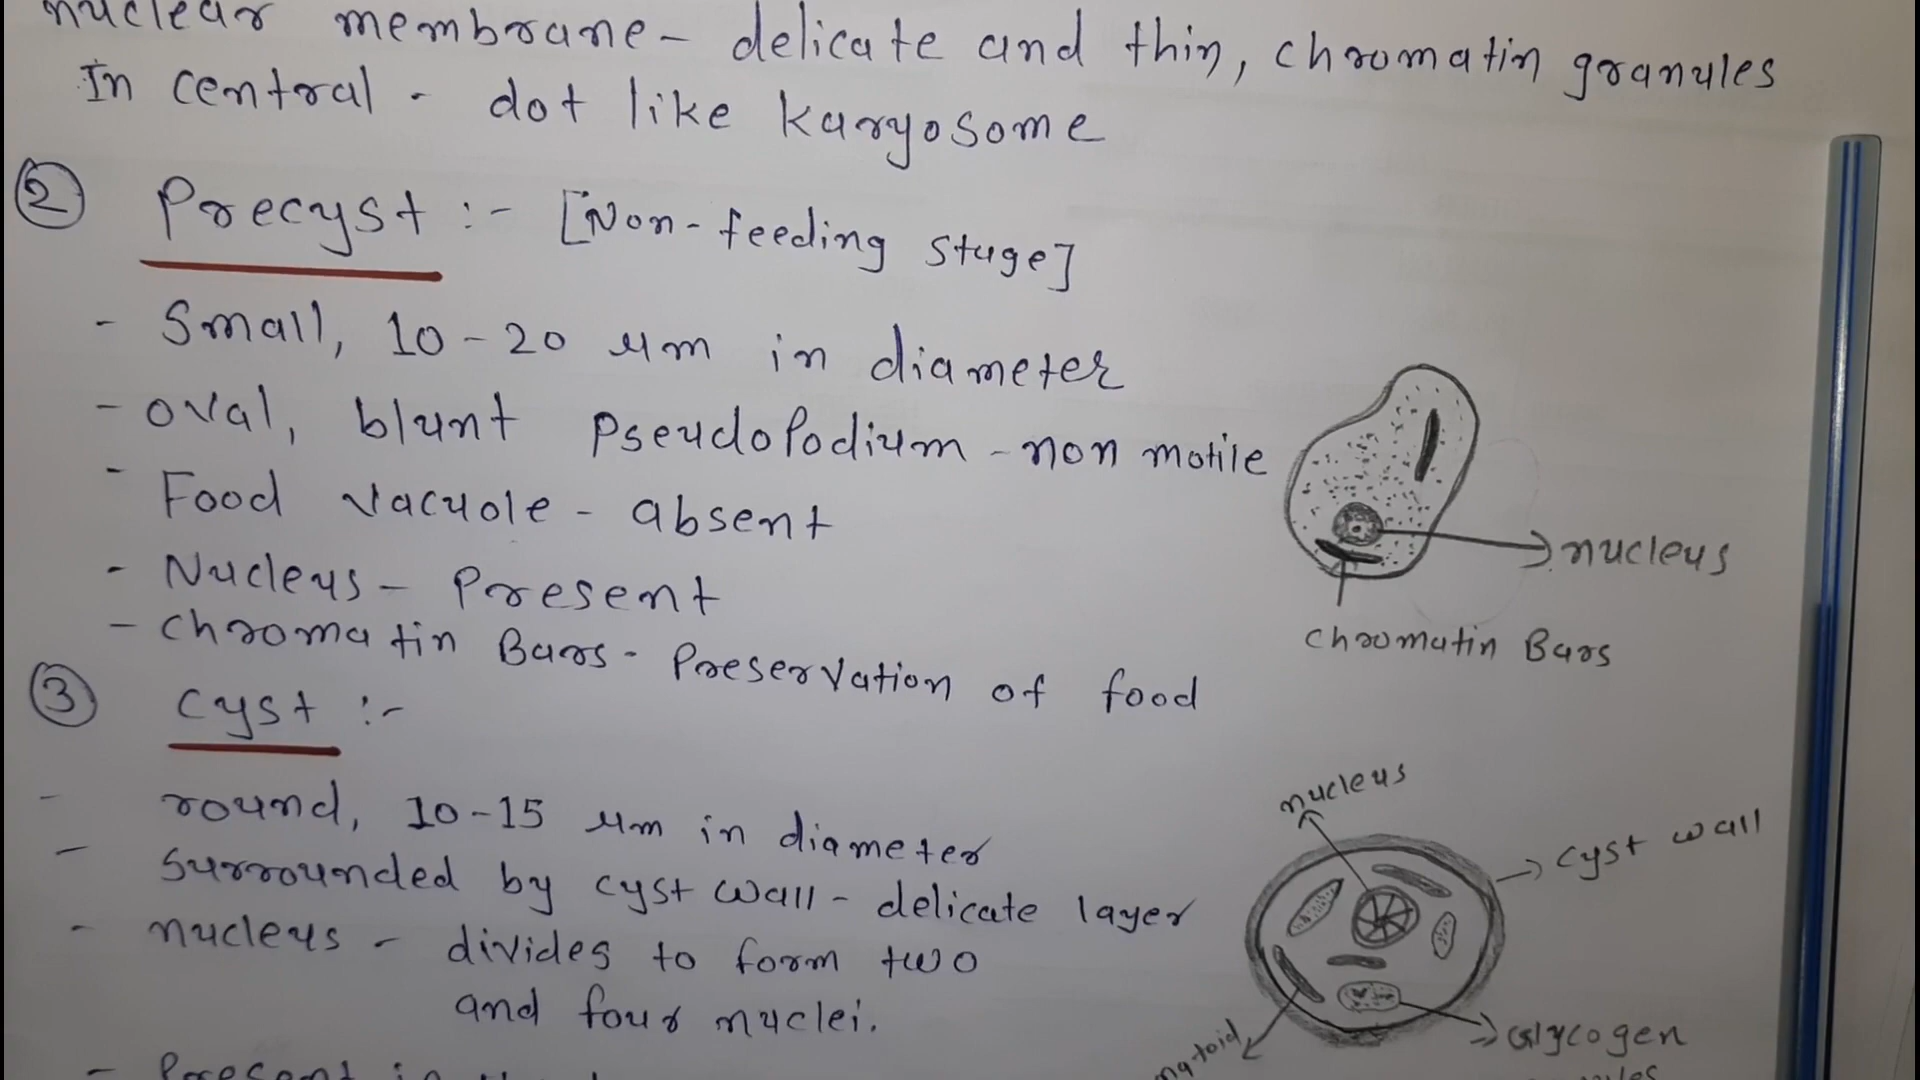 nuclear membrane - delicate and thin, chromatin granules
In central - dot like karyosome
2 Precyst :- [Non-feeding stage]
- Small, 10-20 μm in diameter
- oval, blunt Pseudopodium - non motile
- Food vacuole - absent
- Nucleus - Present
- chromatin Bars - Preservation of food
nucleus
chromatin Bars
3 cyst :-
- round, 10-15 μm in diameter
- Surrounded by cyst wall - delicate layer
- nucleus - divides to form two
and four nuclei.
nucleus
cyst wall
Glycogen
- Present in